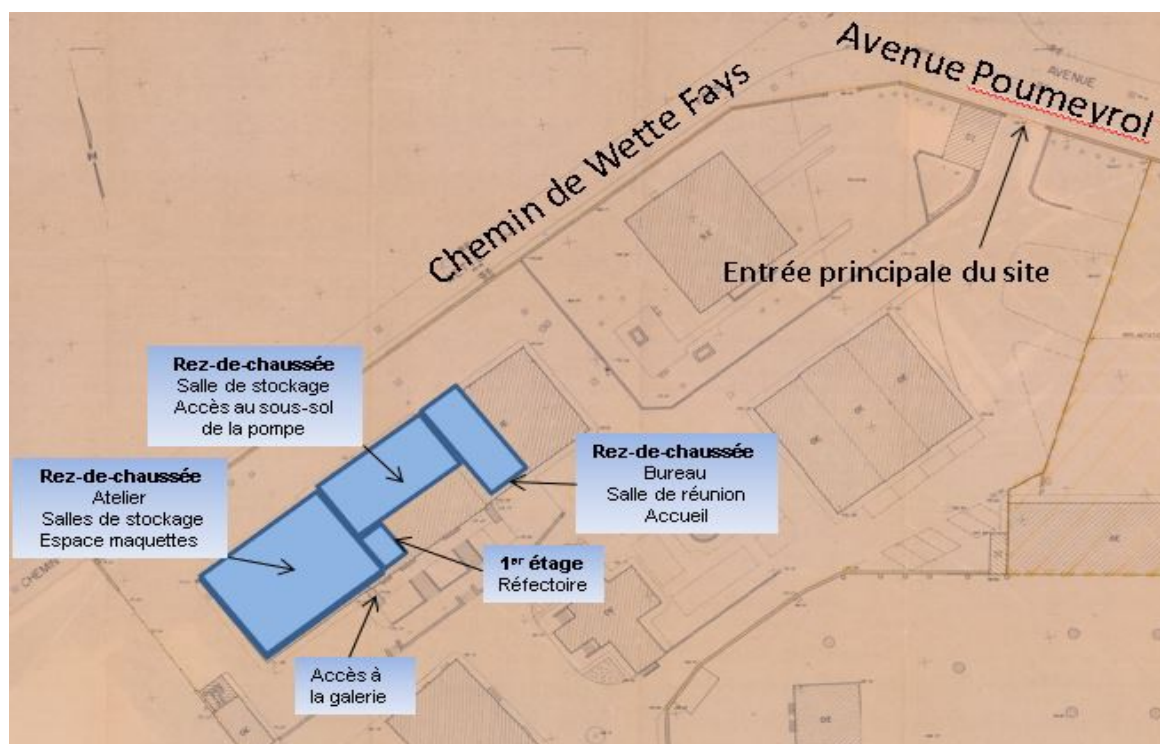 Avenue Poumeyrol
AVENUE
Chemin de Wette Fays
Entrée principale du site
Rez-de-chaussée
Salle de stockage
Accès au sous-sol
de la pompe
Rez-de-chaussée
Atelier
Salles de stockage
Espace maquettes
Rez-de-chaussée
Bureau
Salle de réunion
Accueil
1er étage
Réfectoire
CHEMIN
Accès à
la galerie